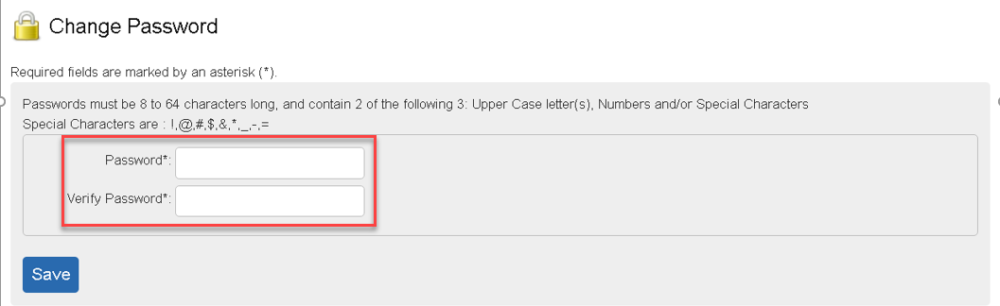 Change Password
Required fields are marked by an asterisk (*).
Passwords must be 8 to 64 characters long, and contain 2 of the following 3: Upper Case letter(s), Numbers and/or Special Characters
Special Characters are : !,@,#,$,&,*,_,-,=
Password*:
Verify Password*:
Save